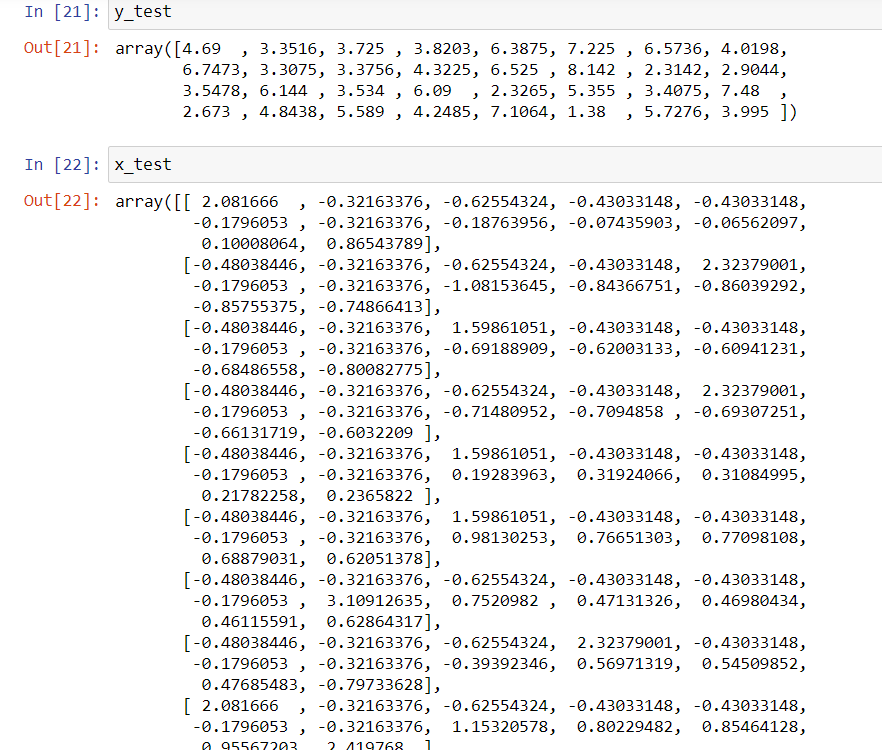 In [21]: y_test
Out[21]: array([4.69  , 3.3516, 3.725 , 3.8203, 6.3875, 7.225 , 6.5736, 4.0198,
       6.7473, 3.3075, 3.3756, 4.3225, 6.525 , 8.142 , 2.3142, 2.9044,
       3.5478, 6.144 , 3.534 , 6.09  , 2.3265, 5.355 , 3.4075, 7.48  ,
       2.673 , 4.8438, 5.589 , 4.2485, 7.1064, 1.38  , 5.7276, 3.995 ])
In [22]: x_test
Out[22]: array([[ 2.081666  , -0.32163376, -0.62554324, -0.43033148, -0.43033148,
        -0.1796053 , -0.32163376, -0.18763956, -0.07435903, -0.06562097,
         0.10008064,  0.86543789],
       [-0.48038446, -0.32163376, -0.62554324, -0.43033148,  2.32379001,
        -0.1796053 , -0.32163376, -1.08153645, -0.84366751, -0.86039292,
        -0.85755375, -0.74866413],
       [-0.48038446, -0.32163376,  1.59861051, -0.43033148, -0.43033148,
        -0.1796053 , -0.32163376, -0.69188909, -0.62003133, -0.60941231,
        -0.68486558, -0.80082775],
       [-0.48038446, -0.32163376, -0.62554324, -0.43033148,  2.32379001,
        -0.1796053 , -0.32163376, -0.71480952, -0.7094858 , -0.69307251,
        -0.66131719, -0.6032209 ],
       [-0.48038446, -0.32163376,  1.59861051, -0.43033148, -0.43033148,
        -0.1796053 , -0.32163376,  0.19283963,  0.31924066,  0.31084995,
         0.21782258,  0.2365822 ],
       [-0.48038446, -0.32163376,  1.59861051, -0.43033148, -0.43033148,
        -0.1796053 , -0.32163376,  0.98130253,  0.76651303,  0.77098108,
         0.68879031,  0.62051378],
       [-0.48038446, -0.32163376, -0.62554324, -0.43033148, -0.43033148,
        -0.1796053 ,  3.10912635,  0.7520982 ,  0.47131326,  0.46980434,
         0.46115591,  0.62864317],
       [-0.48038446, -0.32163376, -0.62554324,  2.32379001, -0.43033148,
        -0.1796053 , -0.32163376, -0.39392346,  0.56971319,  0.54509852,
         0.47685483, -0.79733628],
       [ 2.081666  , -0.32163376, -0.62554324, -0.43033148, -0.43033148,
        -0.1796053 , -0.32163376,  1.15320578,  0.80229482,  0.85464128,
         0.95567203,  2.419768  ]